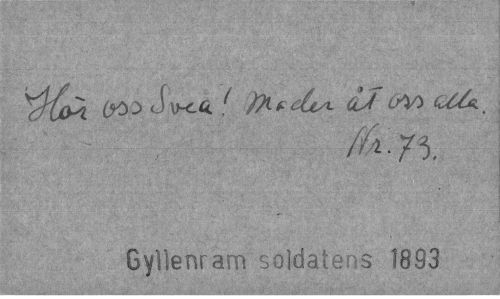 Hör oss Svea! Moder åt oss alla.
Nr. 73.
Gyllenram soldatens 1893